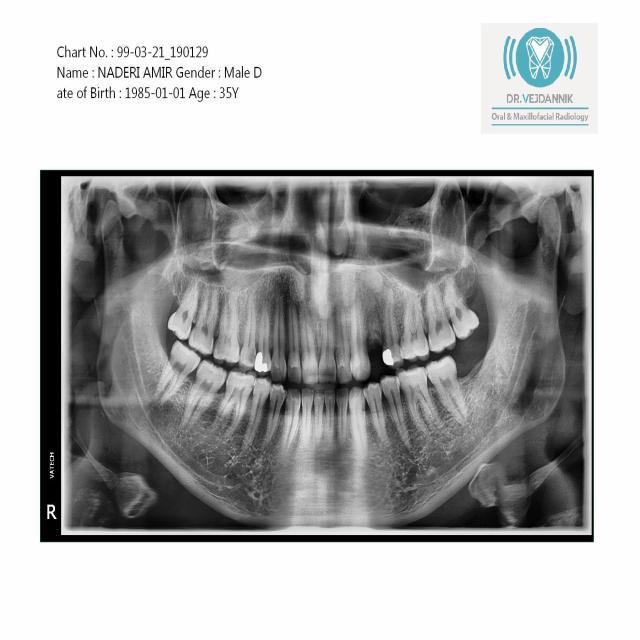 Chart No. : 99-03-21_190129
Name : NADERI AMIR Gender : Male D
ate of Birth : 1985-01-01 Age : 35Y
DR.VEJDANNIK
Oral & Maxillofacial Radiology
VATECH
R